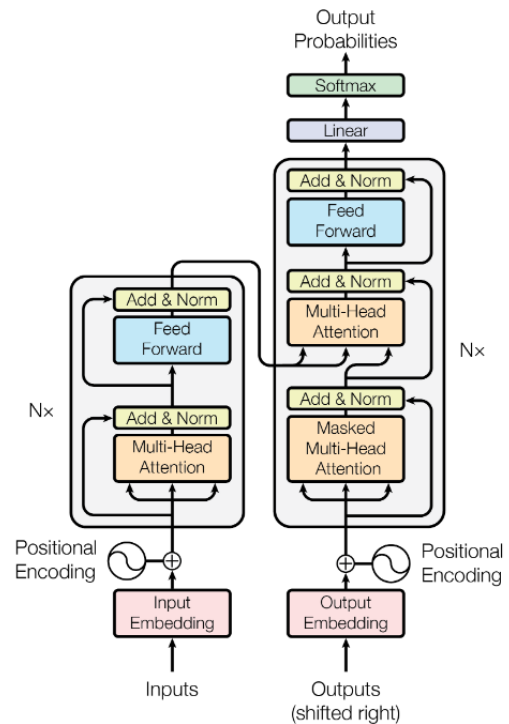 Output
Probabilities
Softmax
Linear
Add & Norm
Feed
Forward
Add & Norm
Multi-Head
Attention
Nx
Add & Norm
Masked
Multi-Head
Attention
Add & Norm
Feed
Forward
Nx
Add & Norm
Multi-Head
Attention
Positional
Encoding
Positional
Encoding
Input
Embedding
Output
Embedding
Inputs
Outputs
(shifted right)